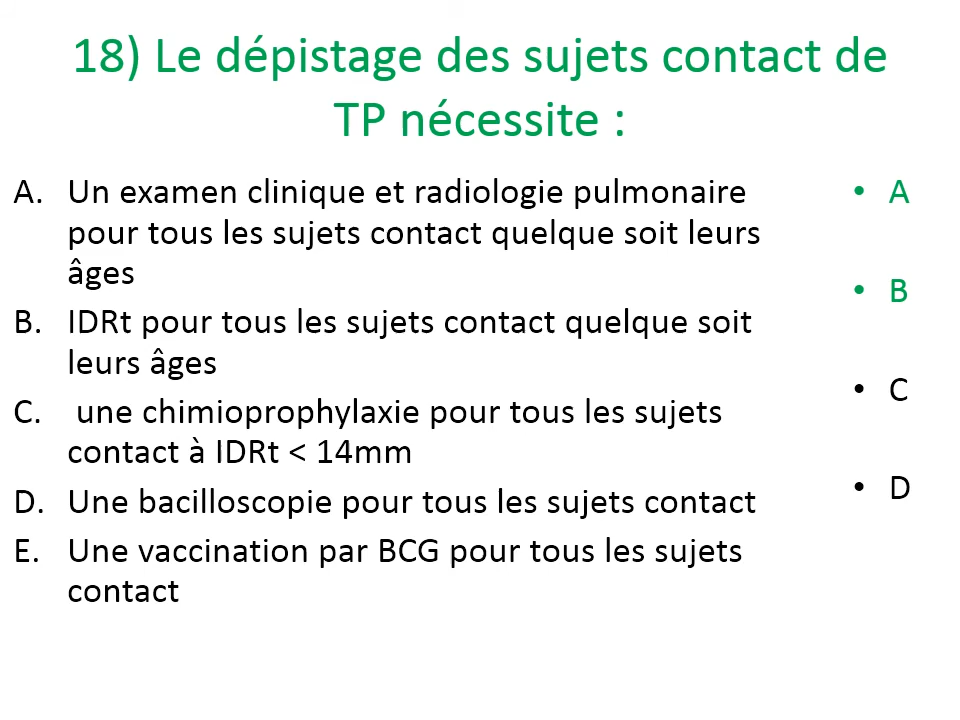 18) Le dépistage des sujets contact de
TP nécessite :
A. Un examen clinique et radiologie pulmonaire
pour tous les sujets contact quelque soit leurs
âges
B. IDRt pour tous les sujets contact quelque soit
leurs âges
C. une chimioprophylaxie pour tous les sujets
contact à IDRt < 14mm
D. Une bacilloscopie pour tous les sujets contact
E. Une vaccination par BCG pour tous les sujets
contact
• A
• B
• C
• D